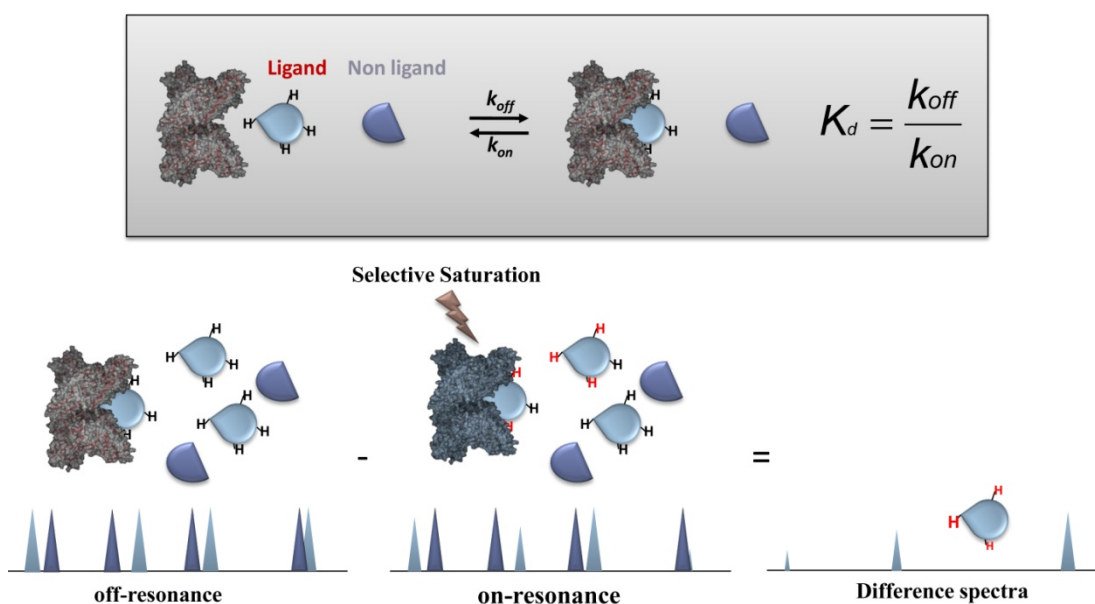 Ligand Non ligand
H
H H
H
k_off
k_on
K_d = k_off / k_on
Selective Saturation
H
H H
H
H
H
H
H
H H
H
H
H H
H
H
H
H
H
H H
H
-
=
H
H
H
off-resonance
on-resonance
Difference spectra